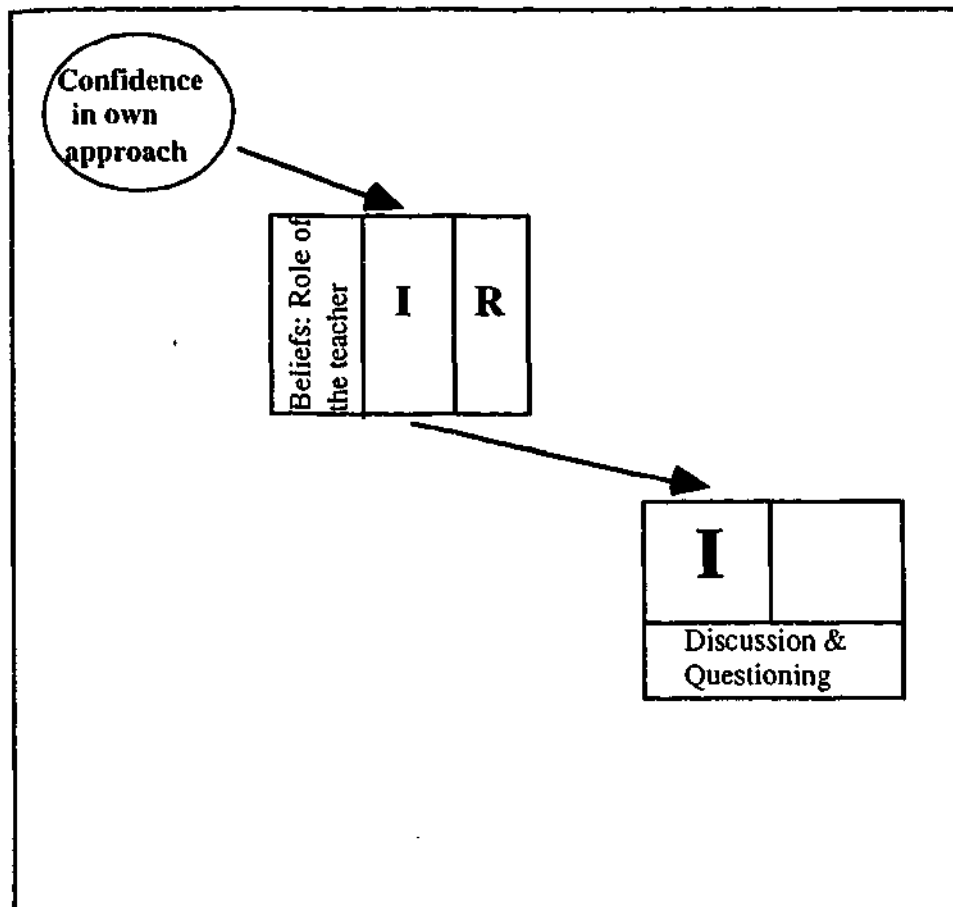 Confidence
in own
approach
Beliefs: Role of
the teacher
I
R
I
Discussion &
Questioning